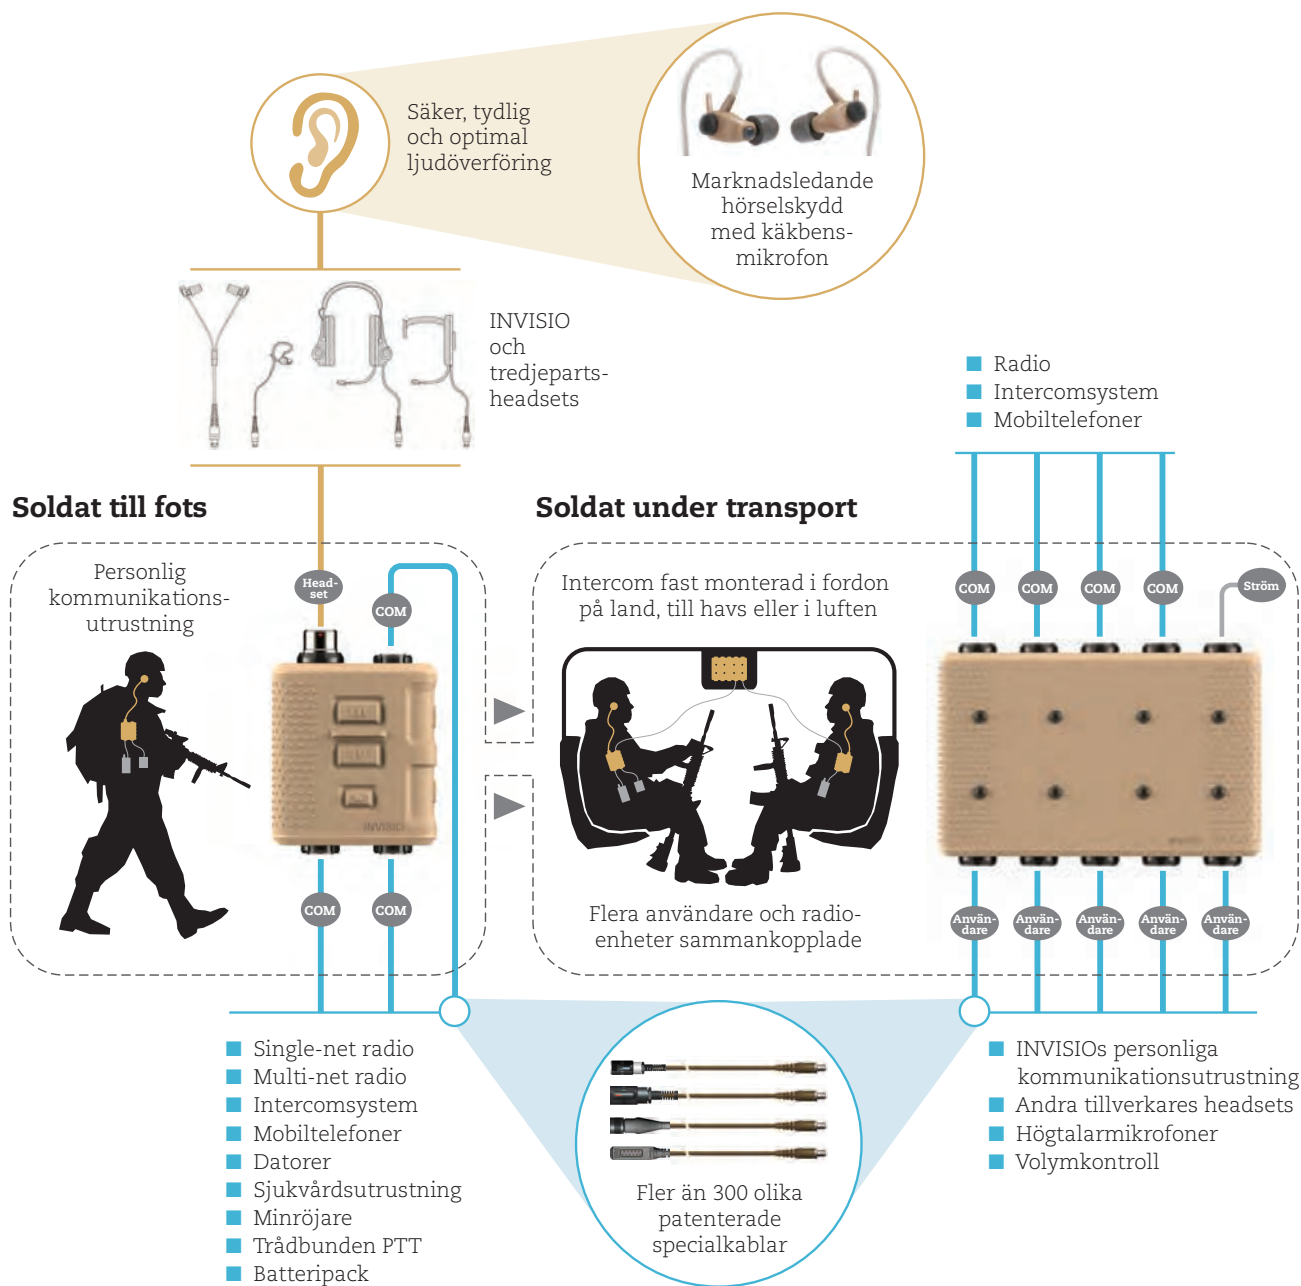 Säker, tydlig
och optimal
ljudöverföring
Marknadsledande
hörselskydd
med käkbens-
mikrofon
INVISIO
och
tredjeparts-
headsets
Radio
Intercomsystem
Mobiltelefoner
Soldat till fots
Soldat under transport
Personlig
kommunikations-
utrustning
Head-
set
COM
Intercom fast monterad i fordon
på land, till havs eller i luften
COM
COM
COM
COM
Ström
INVISIO
COM
COM
Flera användare och radio-
enheter sammankopplade
Använ-
dare
Använ-
dare
Använ-
dare
Använ-
dare
Använ-
dare
Single-net radio
Multi-net radio
Intercomsystem
Mobiltelefoner
Datorer
Sjukvårdsutrustning
Minröjare
Trådbunden PTT
Batteripack
Fler än 300 olika
patenterade
specialkablar
INVISIOs personliga
kommunikationsutrustning
Andra tillverkares headsets
Högtalarmikrofoner
Volymkontroll